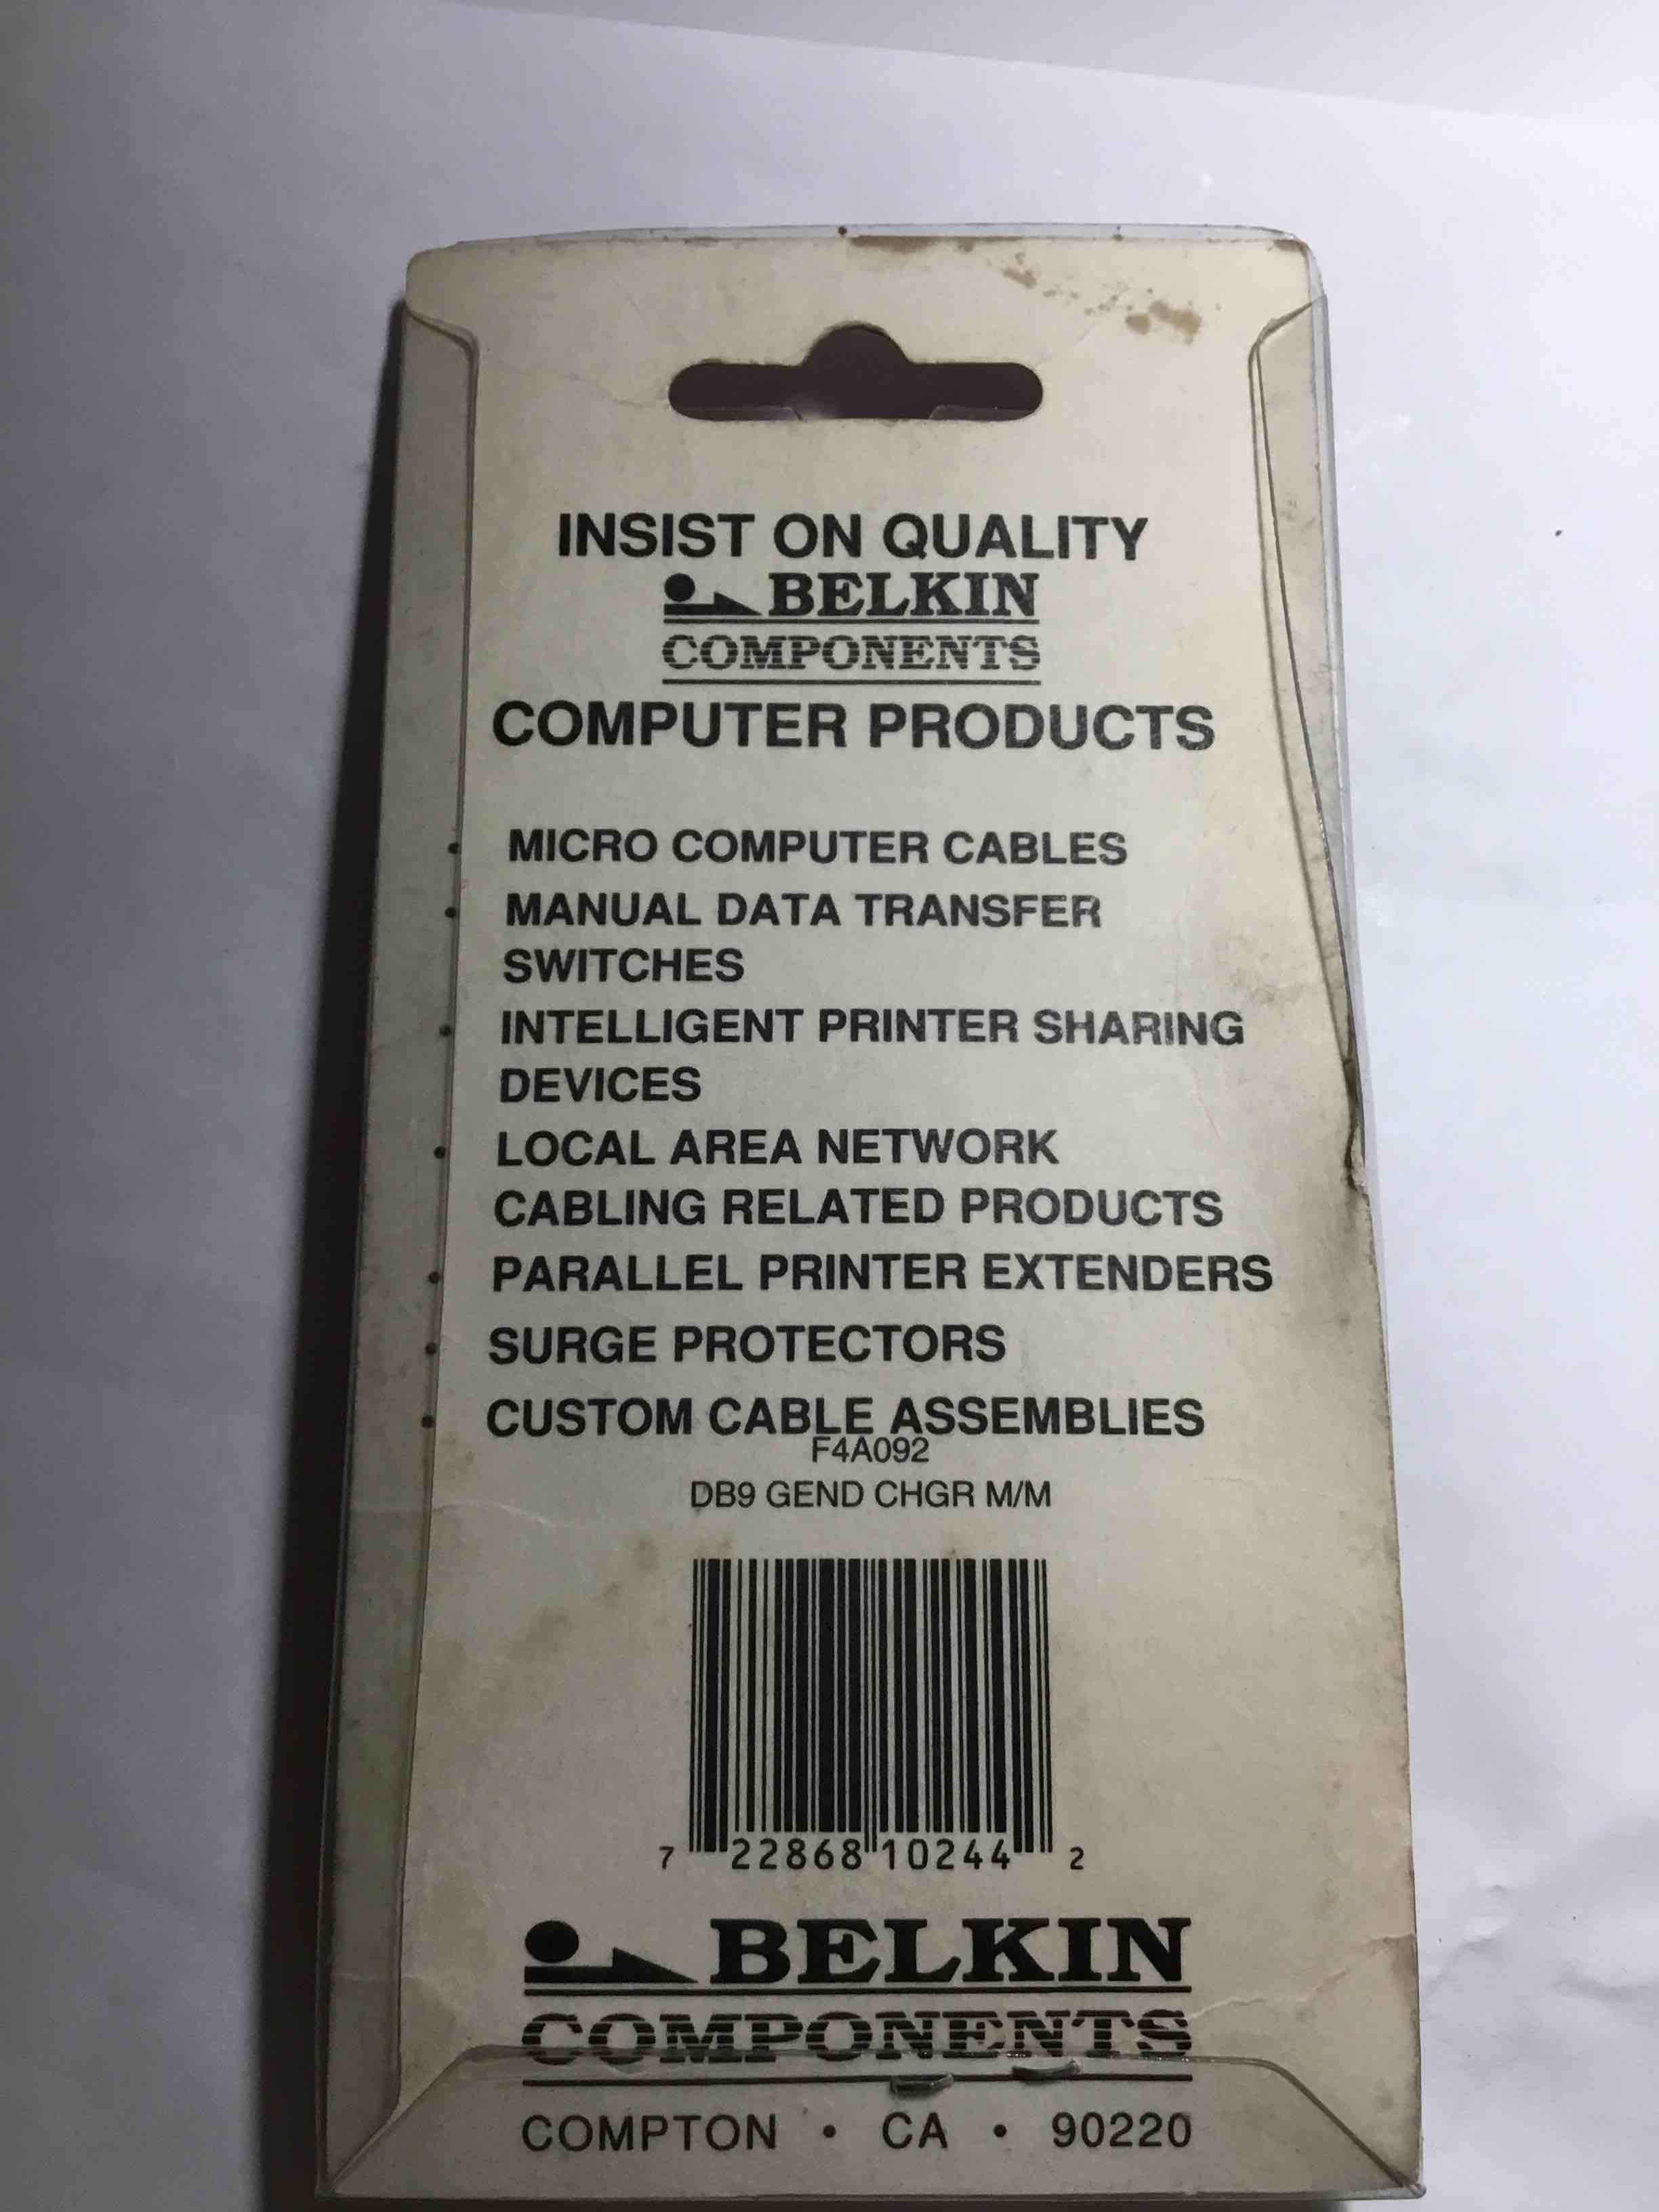 INSIST ON QUALITY
BELKIN
COMPONENTS
COMPUTER PRODUCTS
• MICRO COMPUTER CABLES
• MANUAL DATA TRANSFER
SWITCHES
• INTELLIGENT PRINTER SHARING
DEVICES
• LOCAL AREA NETWORK
CABLING RELATED PRODUCTS
• PARALLEL PRINTER EXTENDERS
• SURGE PROTECTORS
• CUSTOM CABLE ASSEMBLIES
F4A092
DB9 GEND CHGR M/M
7 22868 10244 2
BELKIN
COMPONENTS
COMPTON • CA • 90220